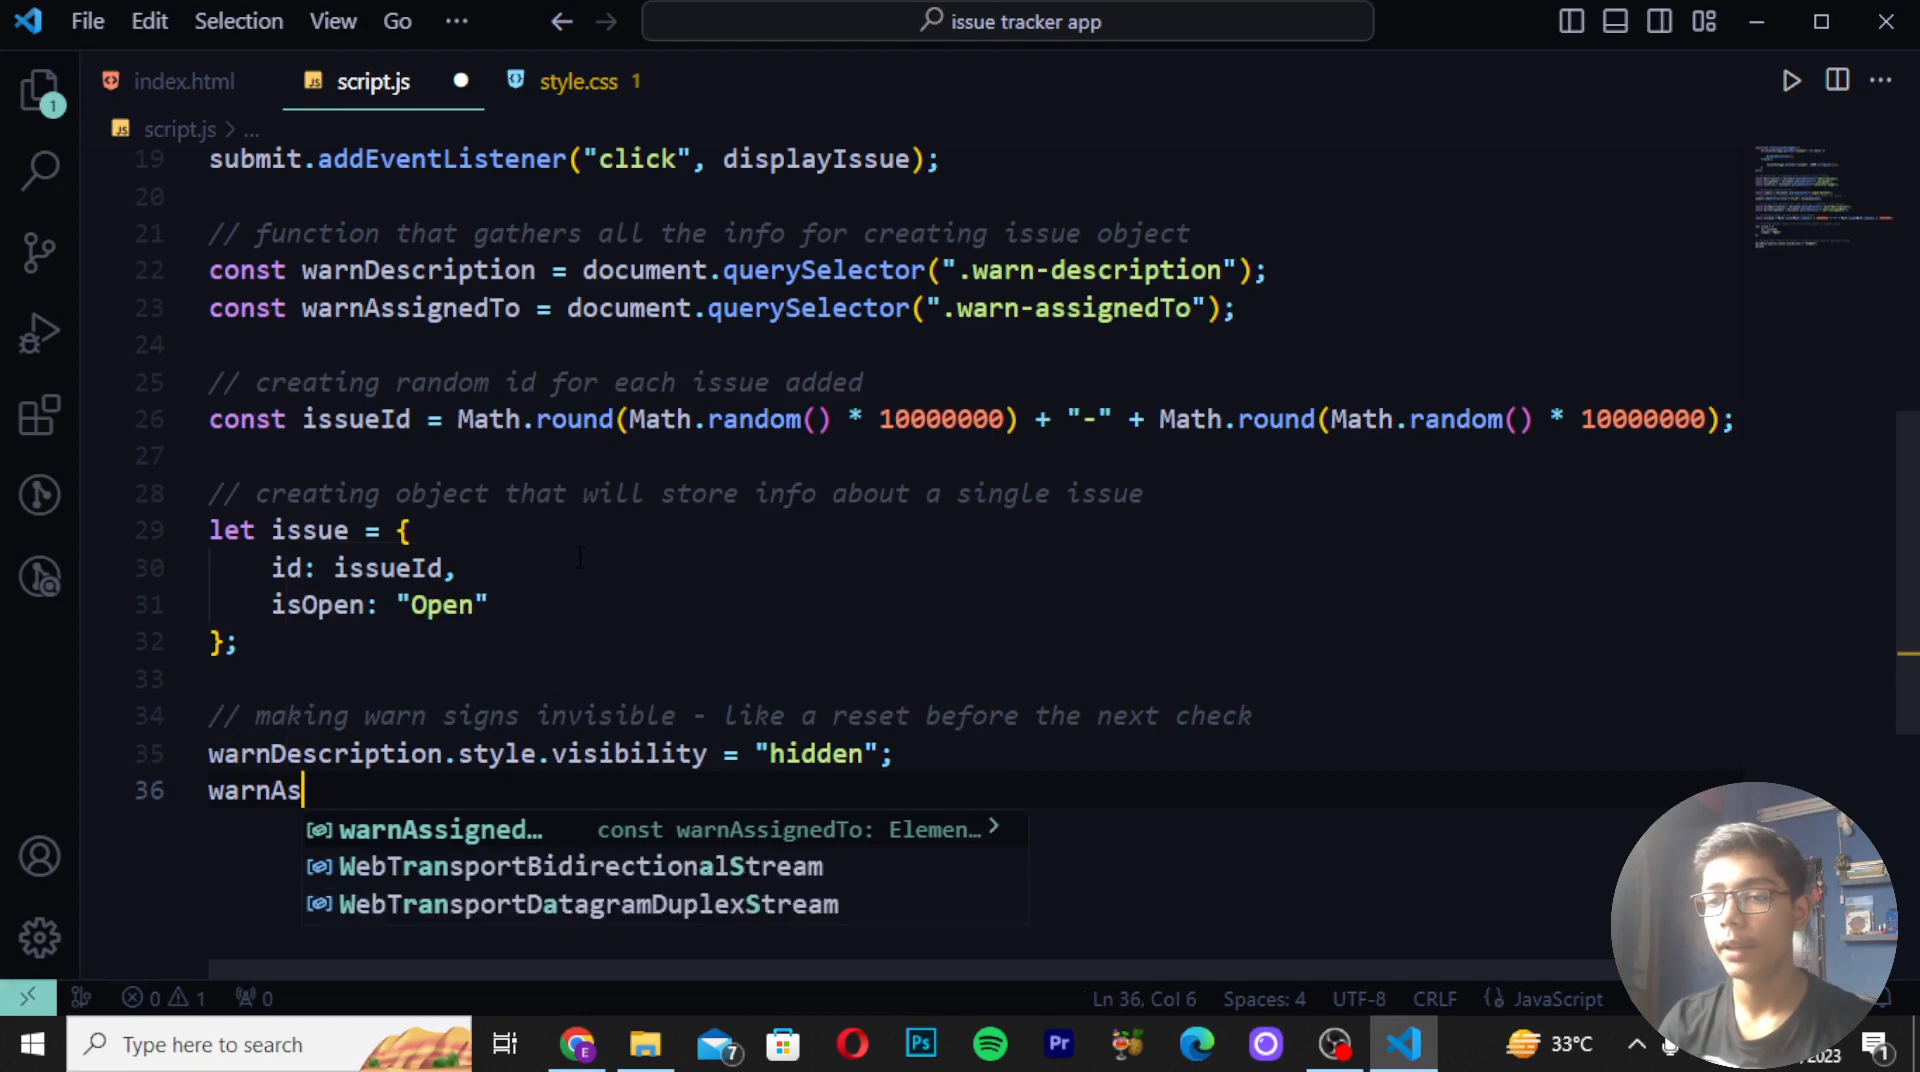 File Edit Selection View Go ··· issue tracker app
index.html script.js style.css 1
1
script.js > ...
19 submit.addEventListener("click", displayIssue);
20
21 // function that gathers all the info for creating issue object
22 const warnDescription = document.querySelector(".warn-description");
23 const warnAssignedTo = document.querySelector(".warn-assignedTo");
24
25 // creating random id for each issue added
26 const issueId = Math.round(Math.random() * 10000000) + "-" + Math.round(Math.random() * 10000000);
27
28 // creating object that will store info about a single issue
29 let issue = {
30 id: issueId,
31 isOpen: "Open"
32 };
33
34 // making warn signs invisible - like a reset before the next check
35 warnDescription.style.visibility = "hidden";
36 warnAs
warnAssigned… const warnAssignedTo: Elemen… >
WebTransportBidirectionalStream
WebTransportDatagramDuplexStream
0 1 0 Ln 36, Col 6 Spaces: 4 UTF-8 CRLF JavaScript
Type here to search 7 Ps Pr 33°C 2023 1